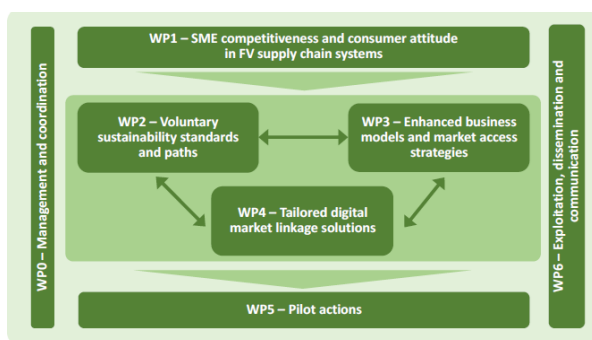 WP0 – Management and coordination
WP1 – SME competitiveness and consumer attitude
in FV supply chain systems
WP2 – Voluntary
sustainability standards
and paths
WP3 – Enhanced business
models and market access
strategies
WP4 – Tailored digital
market linkage solutions
WP5 – Pilot actions
WP6 – Exploitation, dissemination and
communication